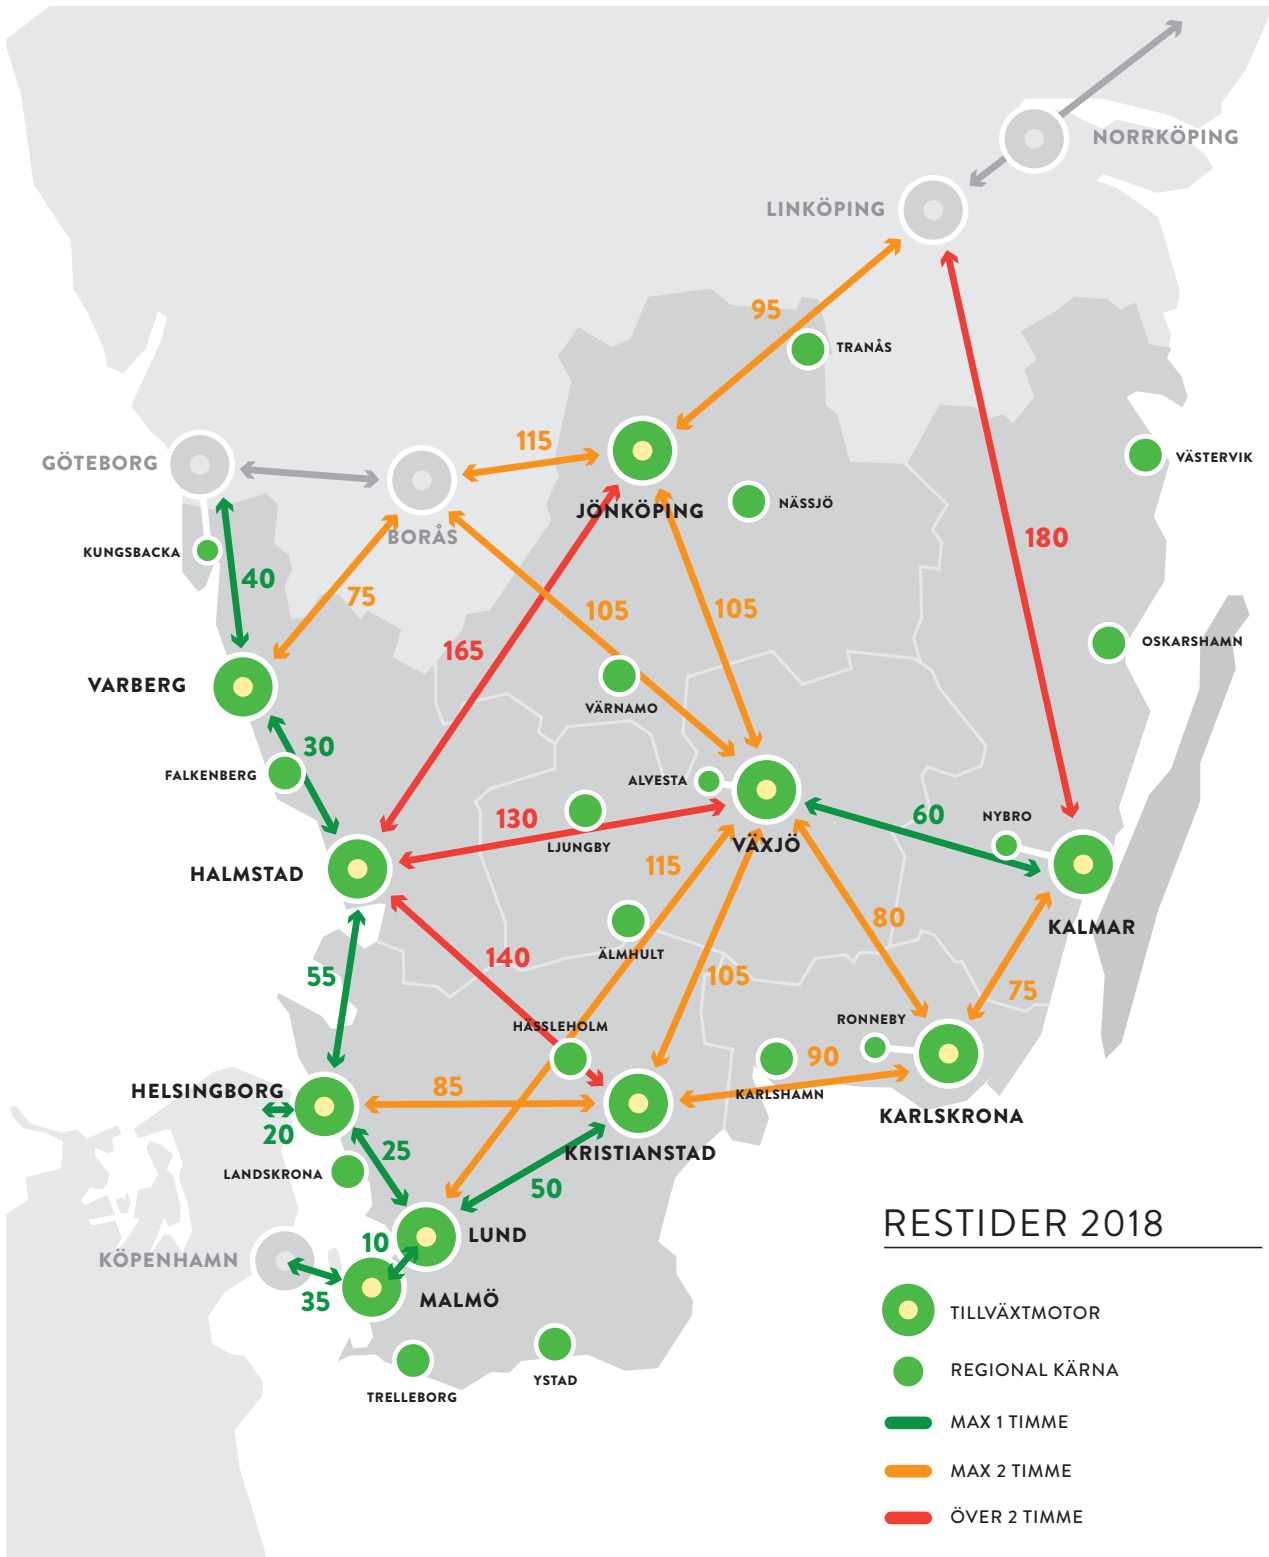 NORRKÖPING
LINKÖPING
95
TRANÅS
115
GÖTEBORG
VÄSTERVIK
NÄSSJÖ
JÖNKÖPING
BORÅS
180
KUNGSBACKA
40
75
105
105
OSKARSHAMN
165
VARBERG
VÄRNAMO
30
FALKENBERG
ALVESTA
60
NYBRO
130
LJUNGBY
VÄXJÖ
115
HALMSTAD
80
KALMAR
ÄLMHULT
140
55
105
75
RONNEBY
HÄSSLEHOLM
90
85
HELSINGBORG
KARLSHAMN
KARLSKRONA
20
25
KRISTIANSTAD
LANDSKRONA
50
RESTIDER 2018
LUND
10
KÖPENHAMN
35
MALMÖ
TILLVÄXTMOTOR
REGIONAL KÄRNA
YSTAD
TRELLEBORG
MAX 1 TIMME
MAX 2 TIMME
ÖVER 2 TIMME